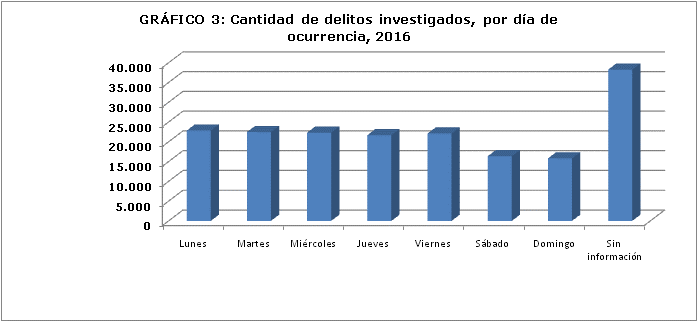 GRÁFICO 3: Cantidad de delitos investigados, por día de
ocurrencia, 2016
40.000
35.000
30.000
25.000
20.000
15.000
10.000
5.000
0
Lunes Martes Miércoles Jueves Viernes Sábado Domingo Sin
información